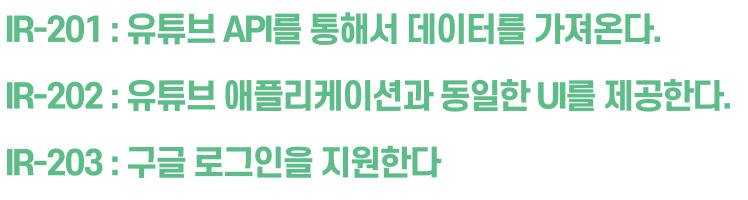 IR-201 : 유튜브 API를 통해서 데이터를 가져온다.
IR-202 : 유튜브 애플리케이션과 동일한 UI를 제공한다.
IR-203 : 구글 로그인을 지원한다